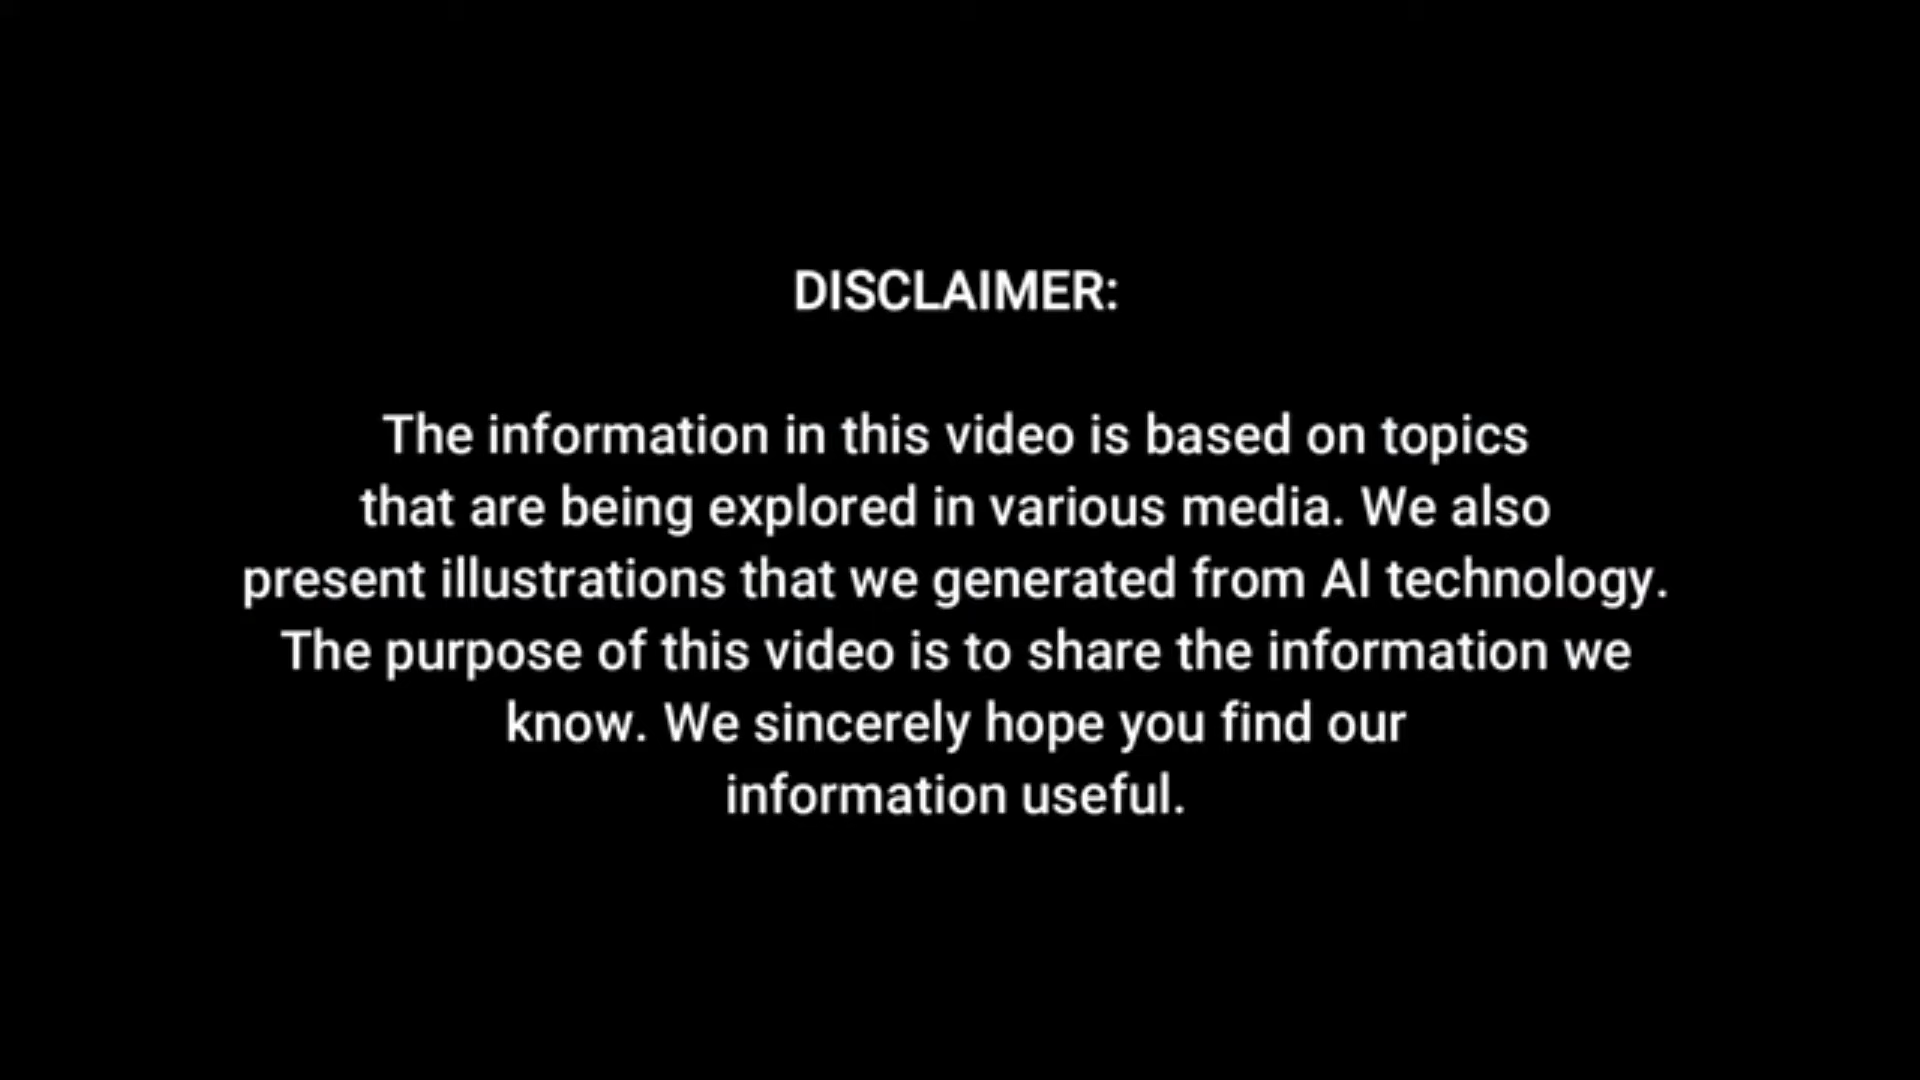 DISCLAIMER:
The information in this video is based on topics
that are being explored in various media. We also
present illustrations that we generated from AI technology.
The purpose of this video is to share the information we
know. We sincerely hope you find our
information useful.